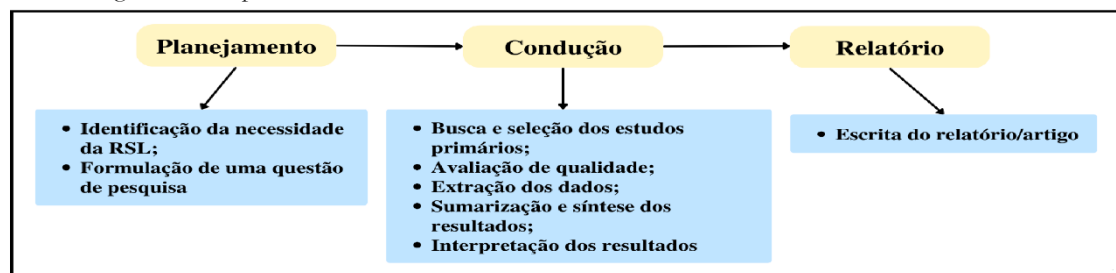 Planejamento
Condução
Relatório
• Identificação da necessidade
da RSL;
• Formulação de uma questão
de pesquisa
• Busca e seleção dos estudos
primários;
• Avaliação de qualidade;
• Extração dos dados;
• Sumarização e síntese dos
resultados;
• Interpretação dos resultados
• Escrita do relatório/artigo